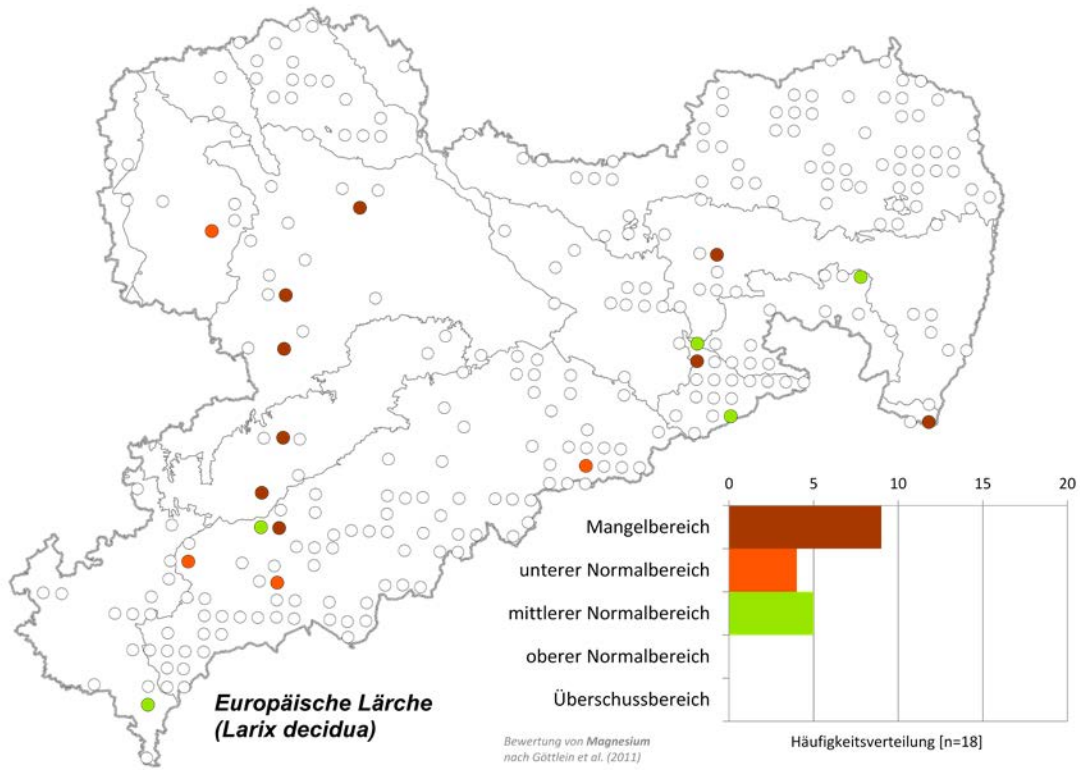 0 5 10 15 20
Mangelbereich
unterer Normalbereich
mittlerer Normalbereich
oberer Normalbereich
Überschussbereich
Häufigkeitsverteilung [n=18]
Europäische Lärche
(Larix decidua)
Bewertung von Magnesium
nach Göttlein et al. (2011)